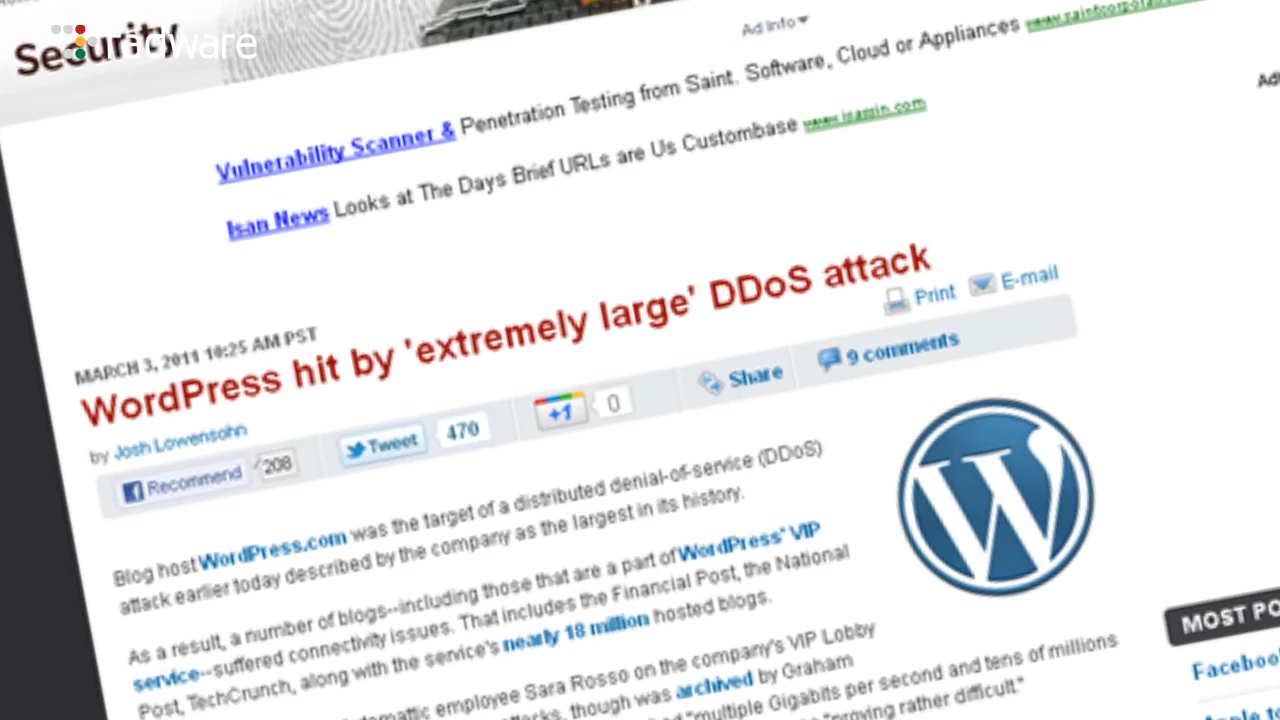 Security
radware
Ad Info
Vulnerability Scanner & Penetration Testing from Saint. Software, Cloud or Appliances
Isan News Looks at The Days Brief URLs are Us Custombase www.isansin.com
MARCH 3, 2011 10:25 AM PST
WordPress hit by 'extremely large' DDoS attack
Print E-mail
by Josh Lowensohn
Recommend 208 Tweet 470 +1 0 Share 9 comments
Blog host WordPress.com was the target of a distributed denial-of-service (DDoS)
attack earlier today described by the company as the largest in its history.
As a result, a number of blogs--including those that are a part of WordPress' VIP
service--suffered connectivity issues. That includes the Financial Post, the National
Post, TechCrunch, along with the service's nearly 18 million hosted blogs.
employee Sara Rosso on the company's VIP Lobby
though was archived by Graham
"multiple Gigabits per second and tens of millions
"proving rather difficult."
MOST PO
Faceboo